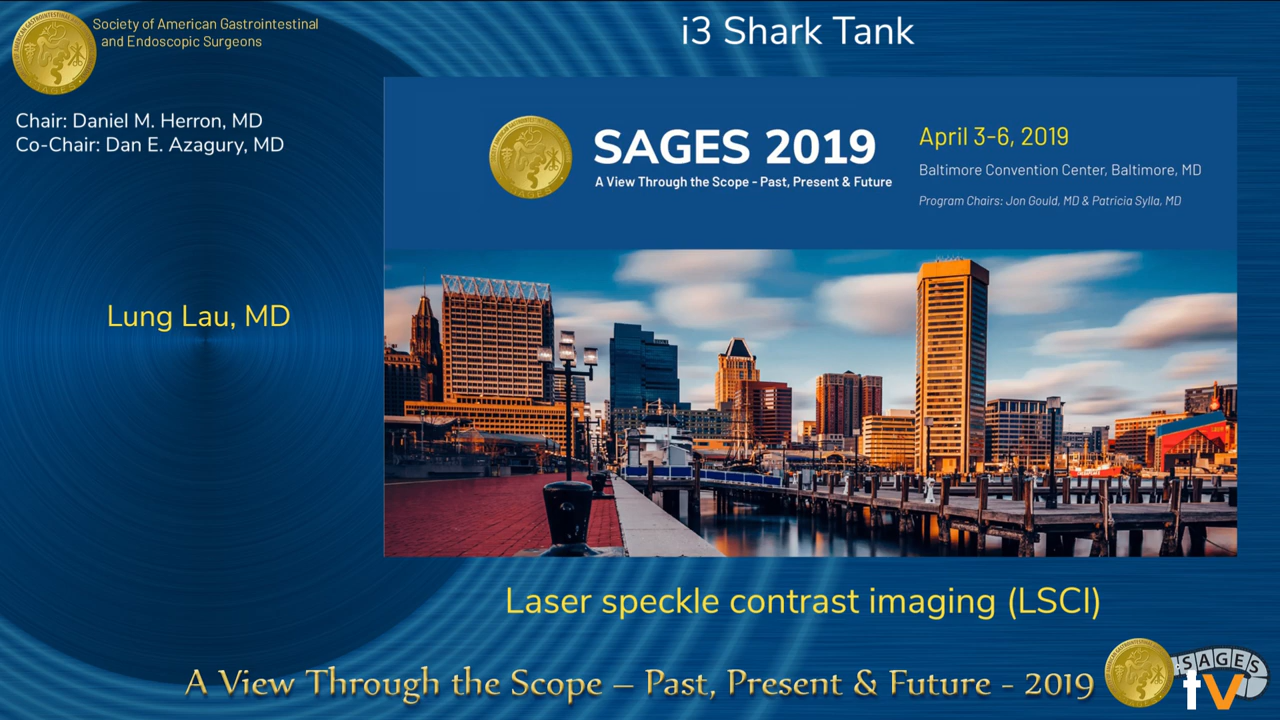 Society of American Gastrointestinal
and Endoscopic Surgeons
i3 Shark Tank
Chair: Daniel M. Herron, MD
Co-Chair: Dan E. Azagury, MD
SAGES 2019
A View Through the Scope - Past, Present & Future
April 3-6, 2019
Baltimore Convention Center, Baltimore, MD
Program Chairs: Jon Gould, MD & Patricia Sylla, MD
Lung Lau, MD
Laser speckle contrast imaging (LSCI)
A View Through the Scope – Past, Present & Future - 2019
SAGES
tv